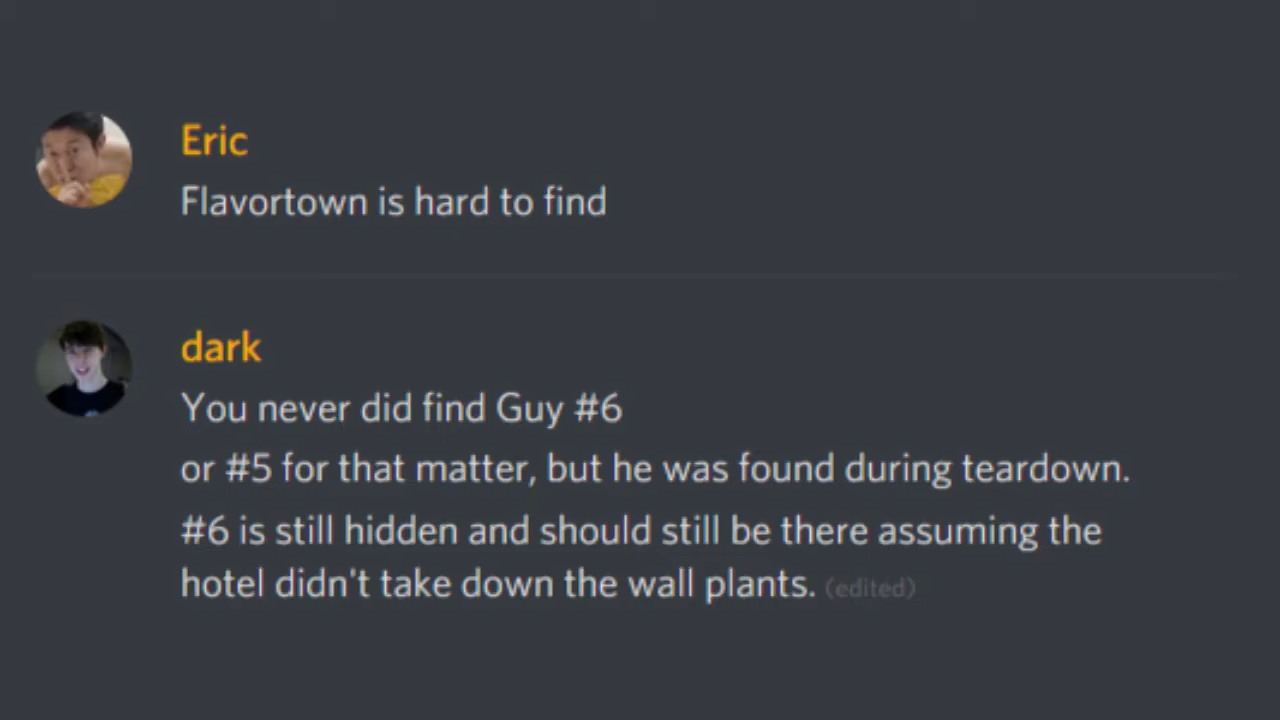 Eric
Flavortown is hard to find
dark
You never did find Guy #6
or #5 for that matter, but he was found during teardown.
#6 is still hidden and should still be there assuming the
hotel didn't take down the wall plants. (edited)